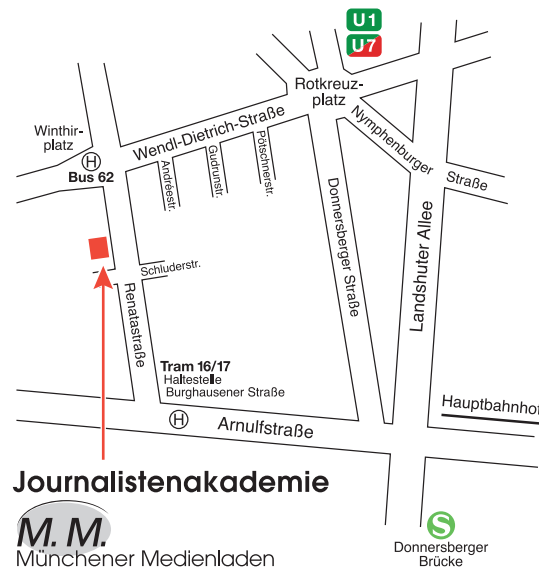 U1
U7
Rotkreuz-
platz
Winthir-
platz
H
Bus 62
Wendl-Dietrich-Straße
Nymphenburger Straße
Andréestr.
Gudrunstr.
Pötschnerstr.
Donnersberger Straße
Landshuter Allee
Schluderstr.
Renatastraße
Tram 16/17
Haltestelle
Burghausener Straße
Hauptbahnhof
H
Arnulfstraße
Journalistenakademie
M. M.
Münchener Medienladen
S
Donnersberger
Brücke